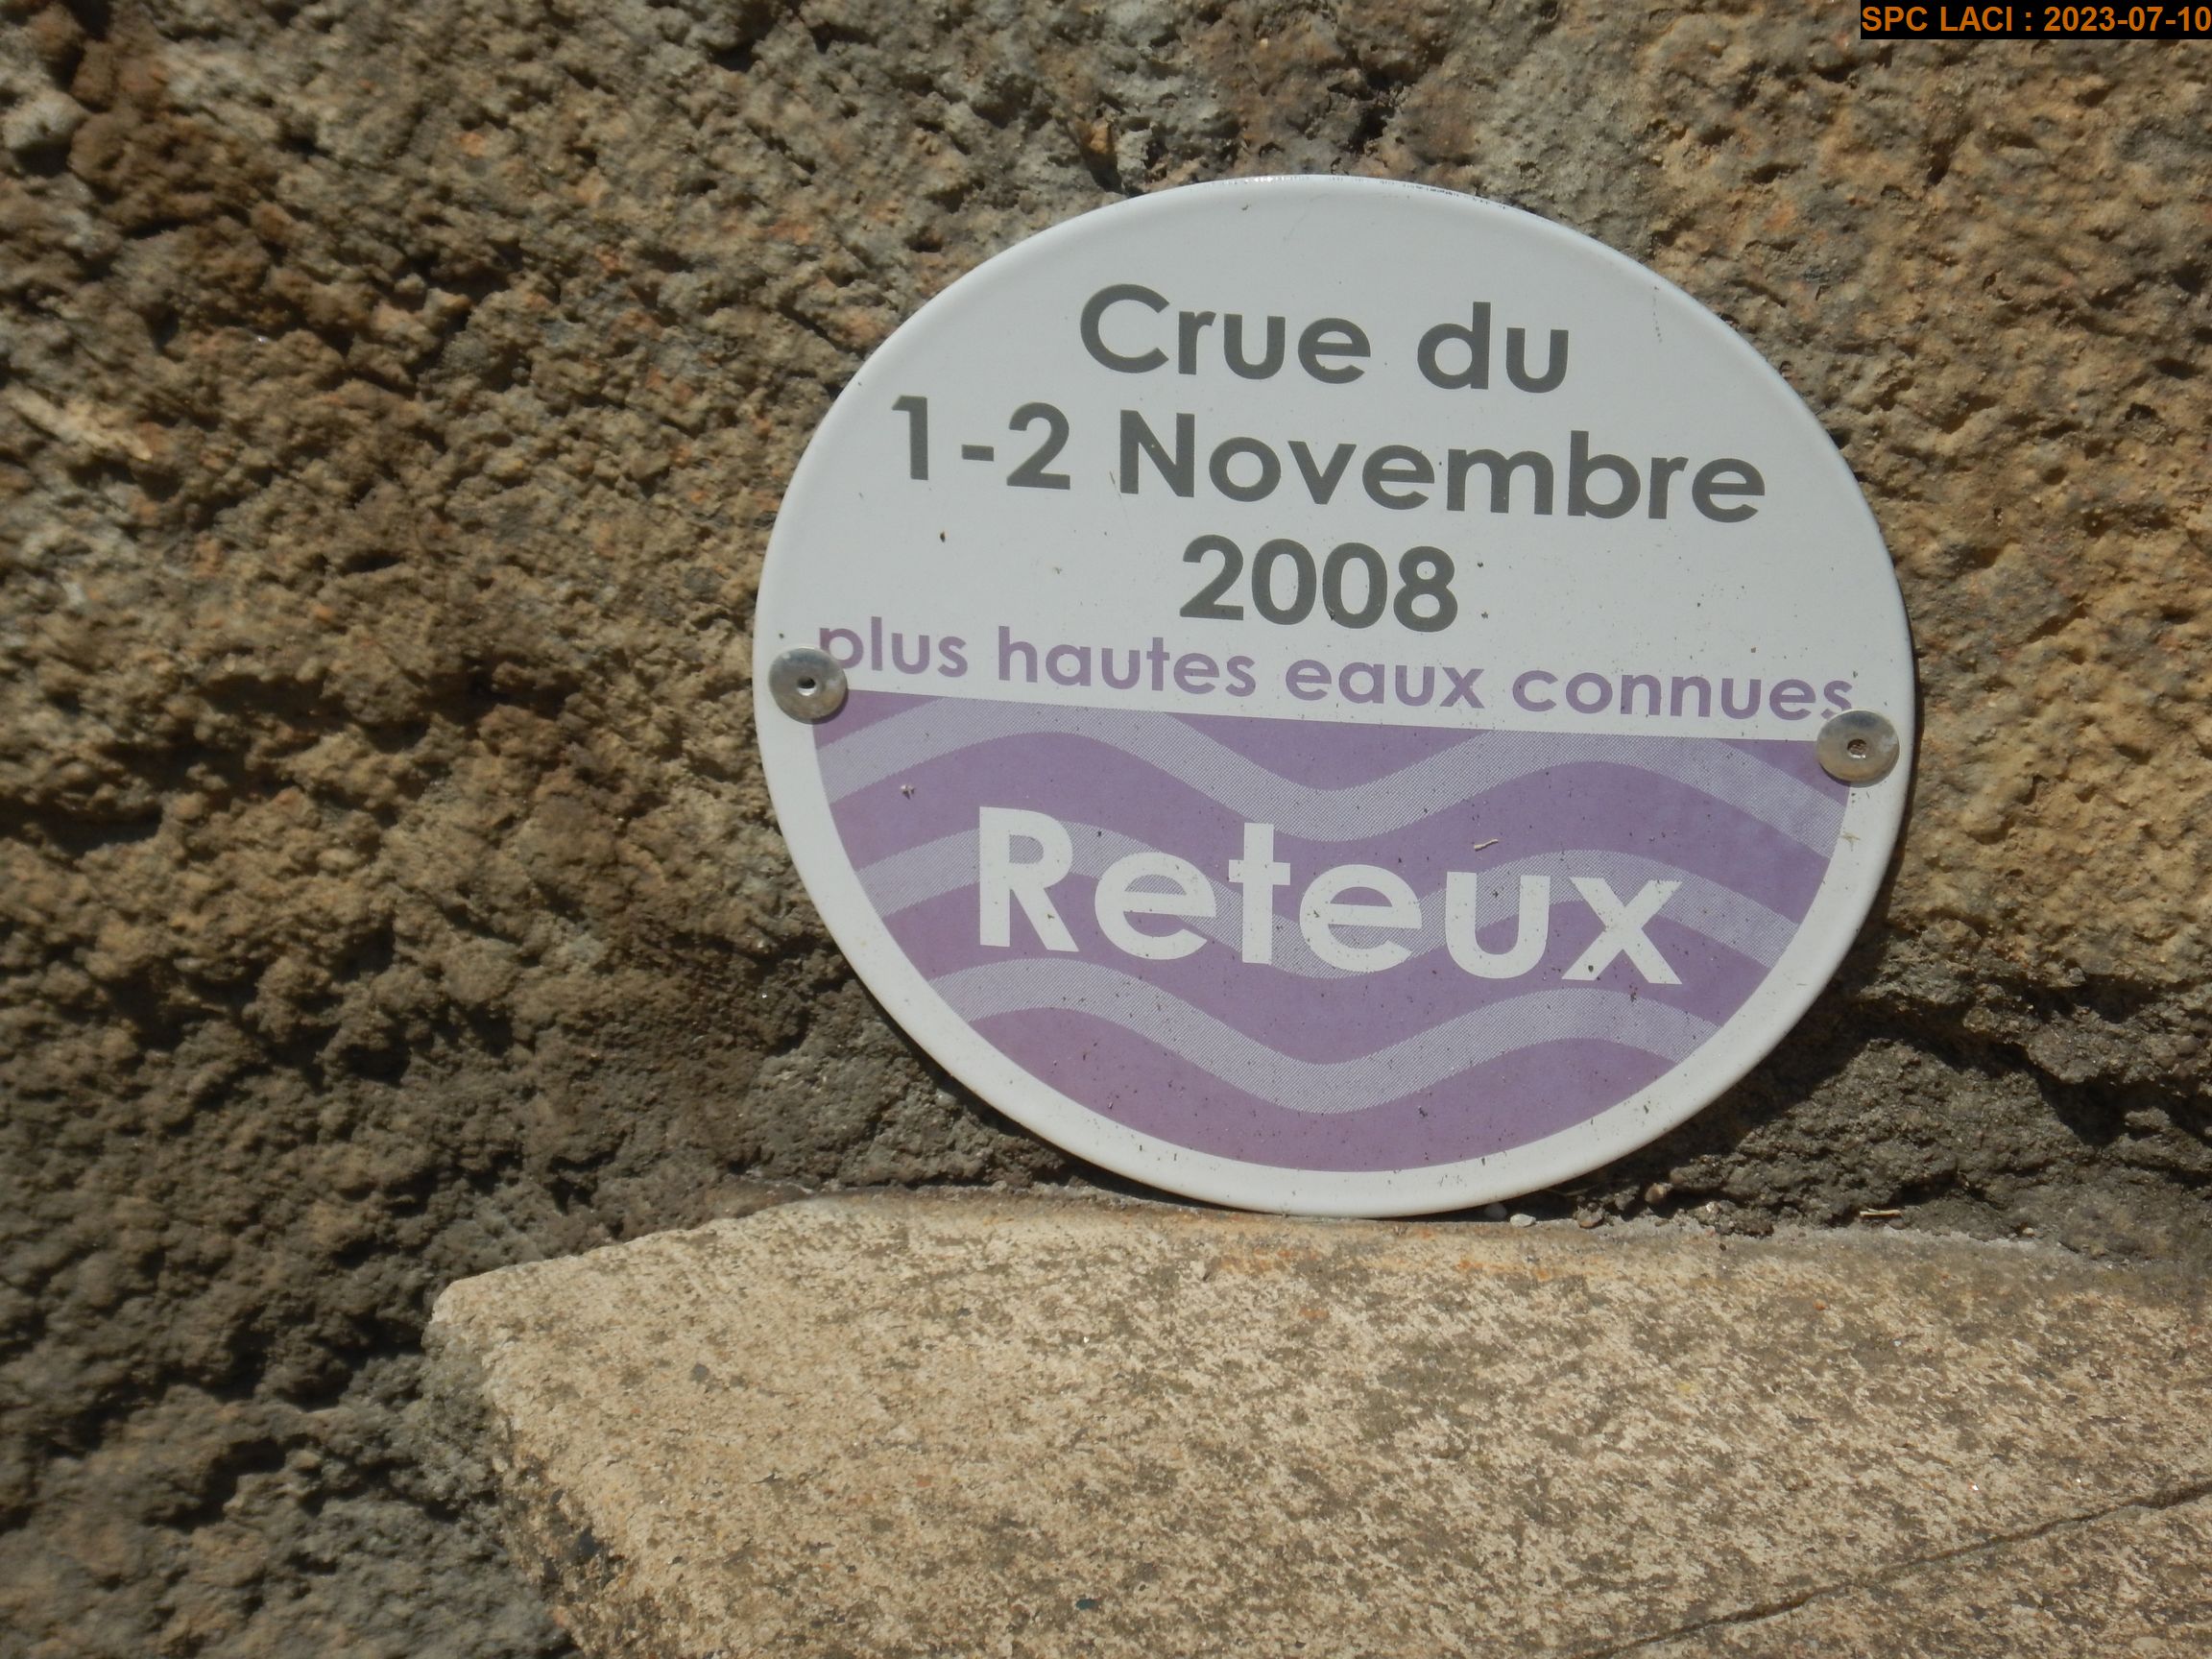 SPC LACI : 2023-07-10
Crue du
1-2 Novembre
2008
plus hautes eaux connues
Reteux